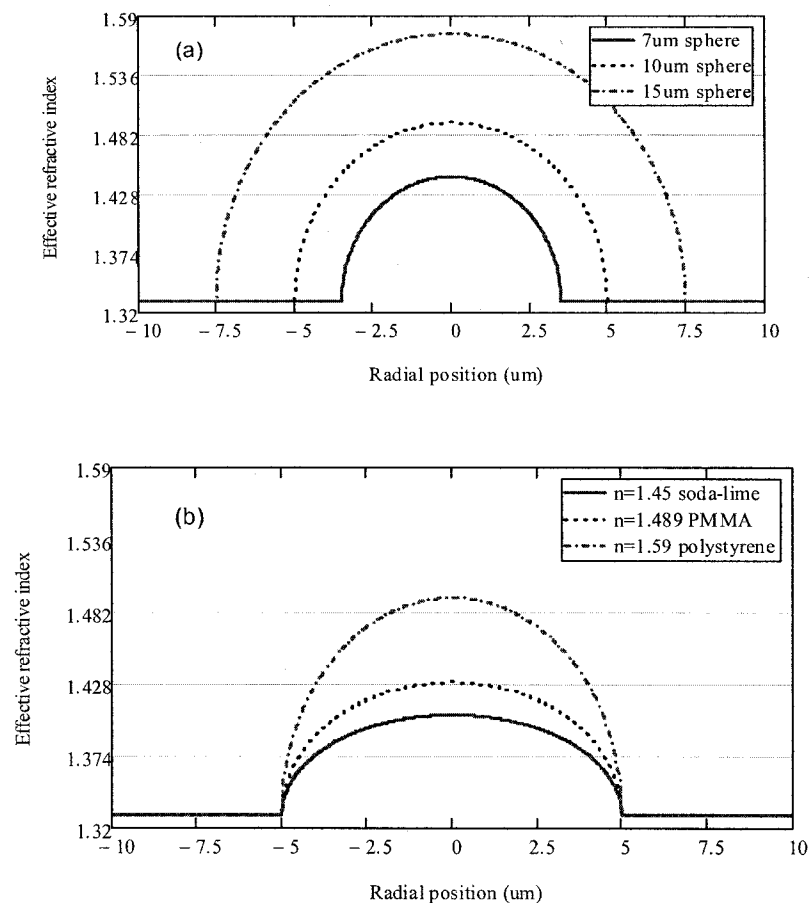 (a)
7um sphere
10um sphere
15um sphere
Effective refractive index
1.59
1.536
1.482
1.428
1.374
1.32
− 10 − 7.5 − 5 − 2.5 0 2.5 5 7.5 10
Radial position (um)
(b)
n=1.45 soda-lime
n=1.489 PMMA
n=1.59 polystyrene
Effective refractive index
1.59
1.536
1.482
1.428
1.374
1.32
− 10 − 7.5 − 5 − 2.5 0 2.5 5 7.5 10
Radial position (um)